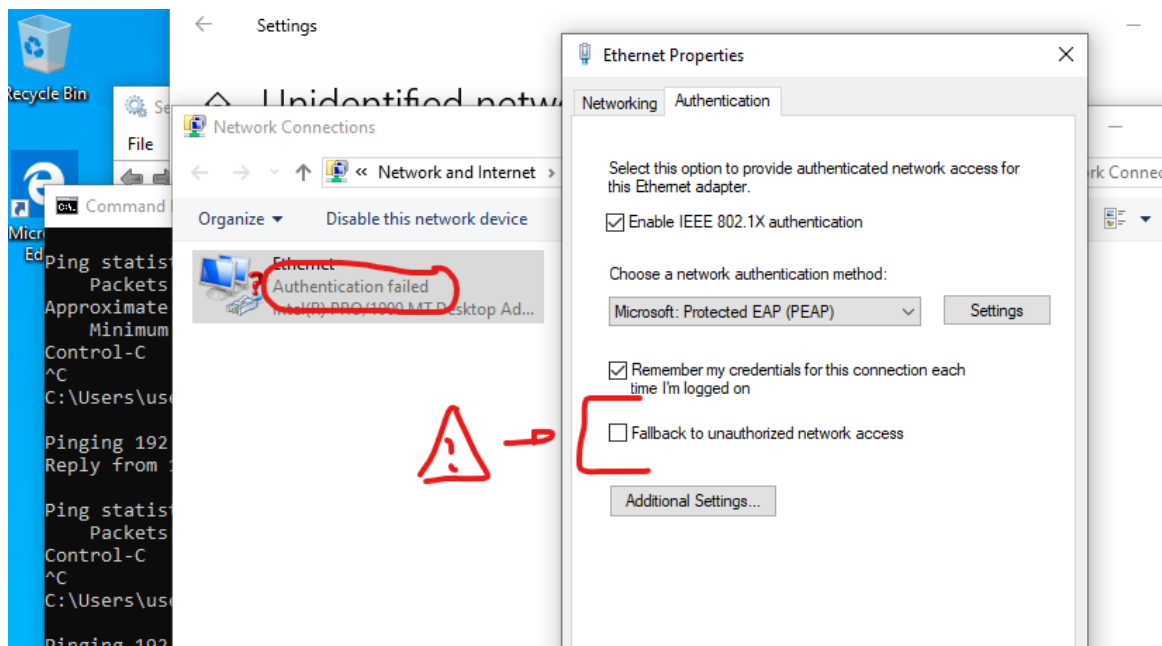 Settings
Recycle Bin
Unidentified netw
Se
File
Network Connections
« Network and Internet >
rk Connec
Organize
Disable this network device
Command
Micr
Ed
Ethernet
Authentication failed
Intel(R) PRO/1000 MT Desktop Ad...
Ping statist
Packets
Approximate
Minimum
Control-C
^C
C:\Users\use
Pinging 192
Reply from 1
Ping statist
Packets
Control-C
^C
C:\Users\use
Pinging 192
!
Ethernet Properties
Networking
Authentication
Select this option to provide authenticated network access for
this Ethernet adapter.
Enable IEEE 802.1X authentication
Choose a network authentication method:
Microsoft: Protected EAP (PEAP)
Settings
Remember my credentials for this connection each
time I'm logged on
Fallback to unauthorized network access
Additional Settings...